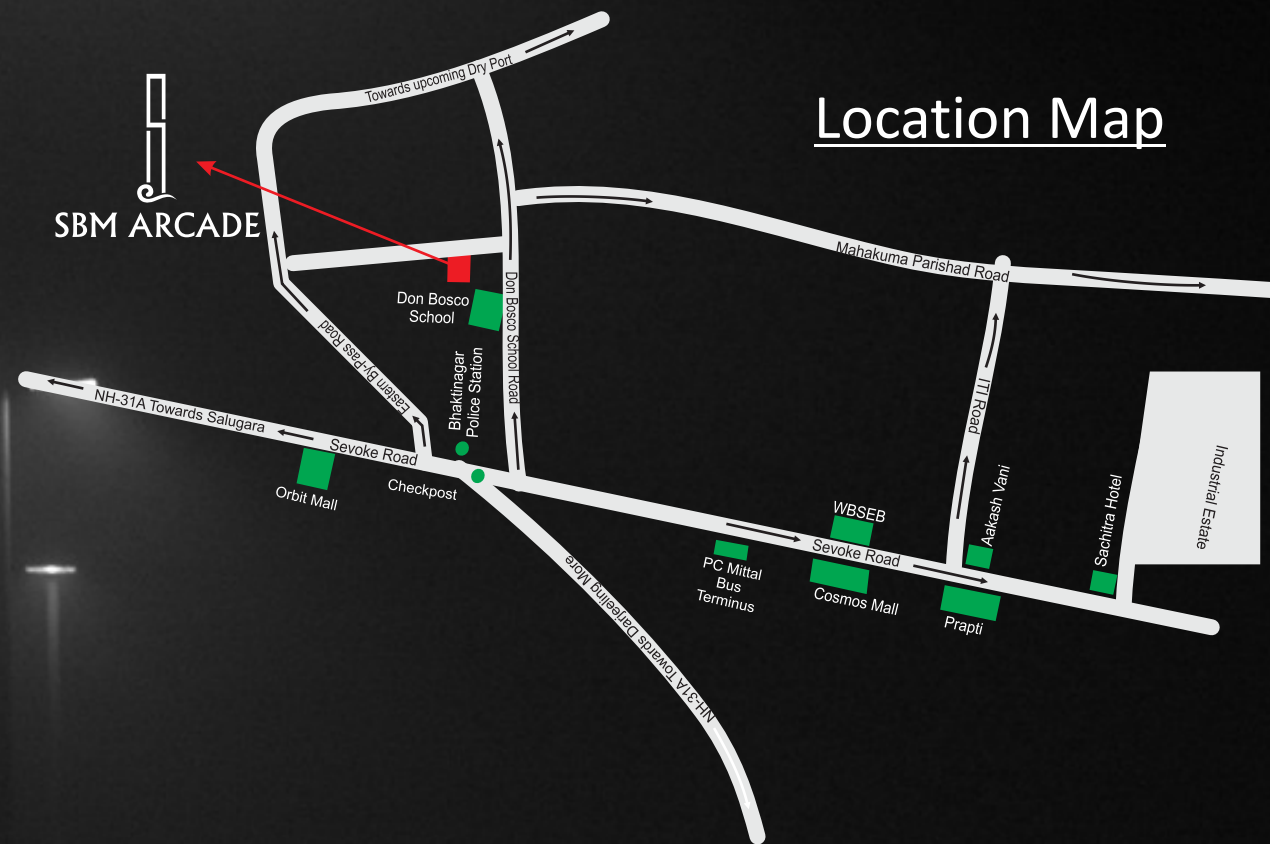 Location Map
SBM ARCADE
Towards upcoming Dry Port
Mahakuma Parishad Road
Don Bosco
School
Don Bosco School Road
Eastern By-Pass Road
Bhaktinagar
Police Station
NH-31A Towards Salugara
Sevoke Road
Orbit Mall
Checkpost
ITI Road
Aakash Vani
Sachitra Hotel
Industrial Estate
WBSEB
Sevoke Road
PC Mittal
Bus
Terminus
Cosmos Mall
Prapti
NH-31A Towards Darjeeling More